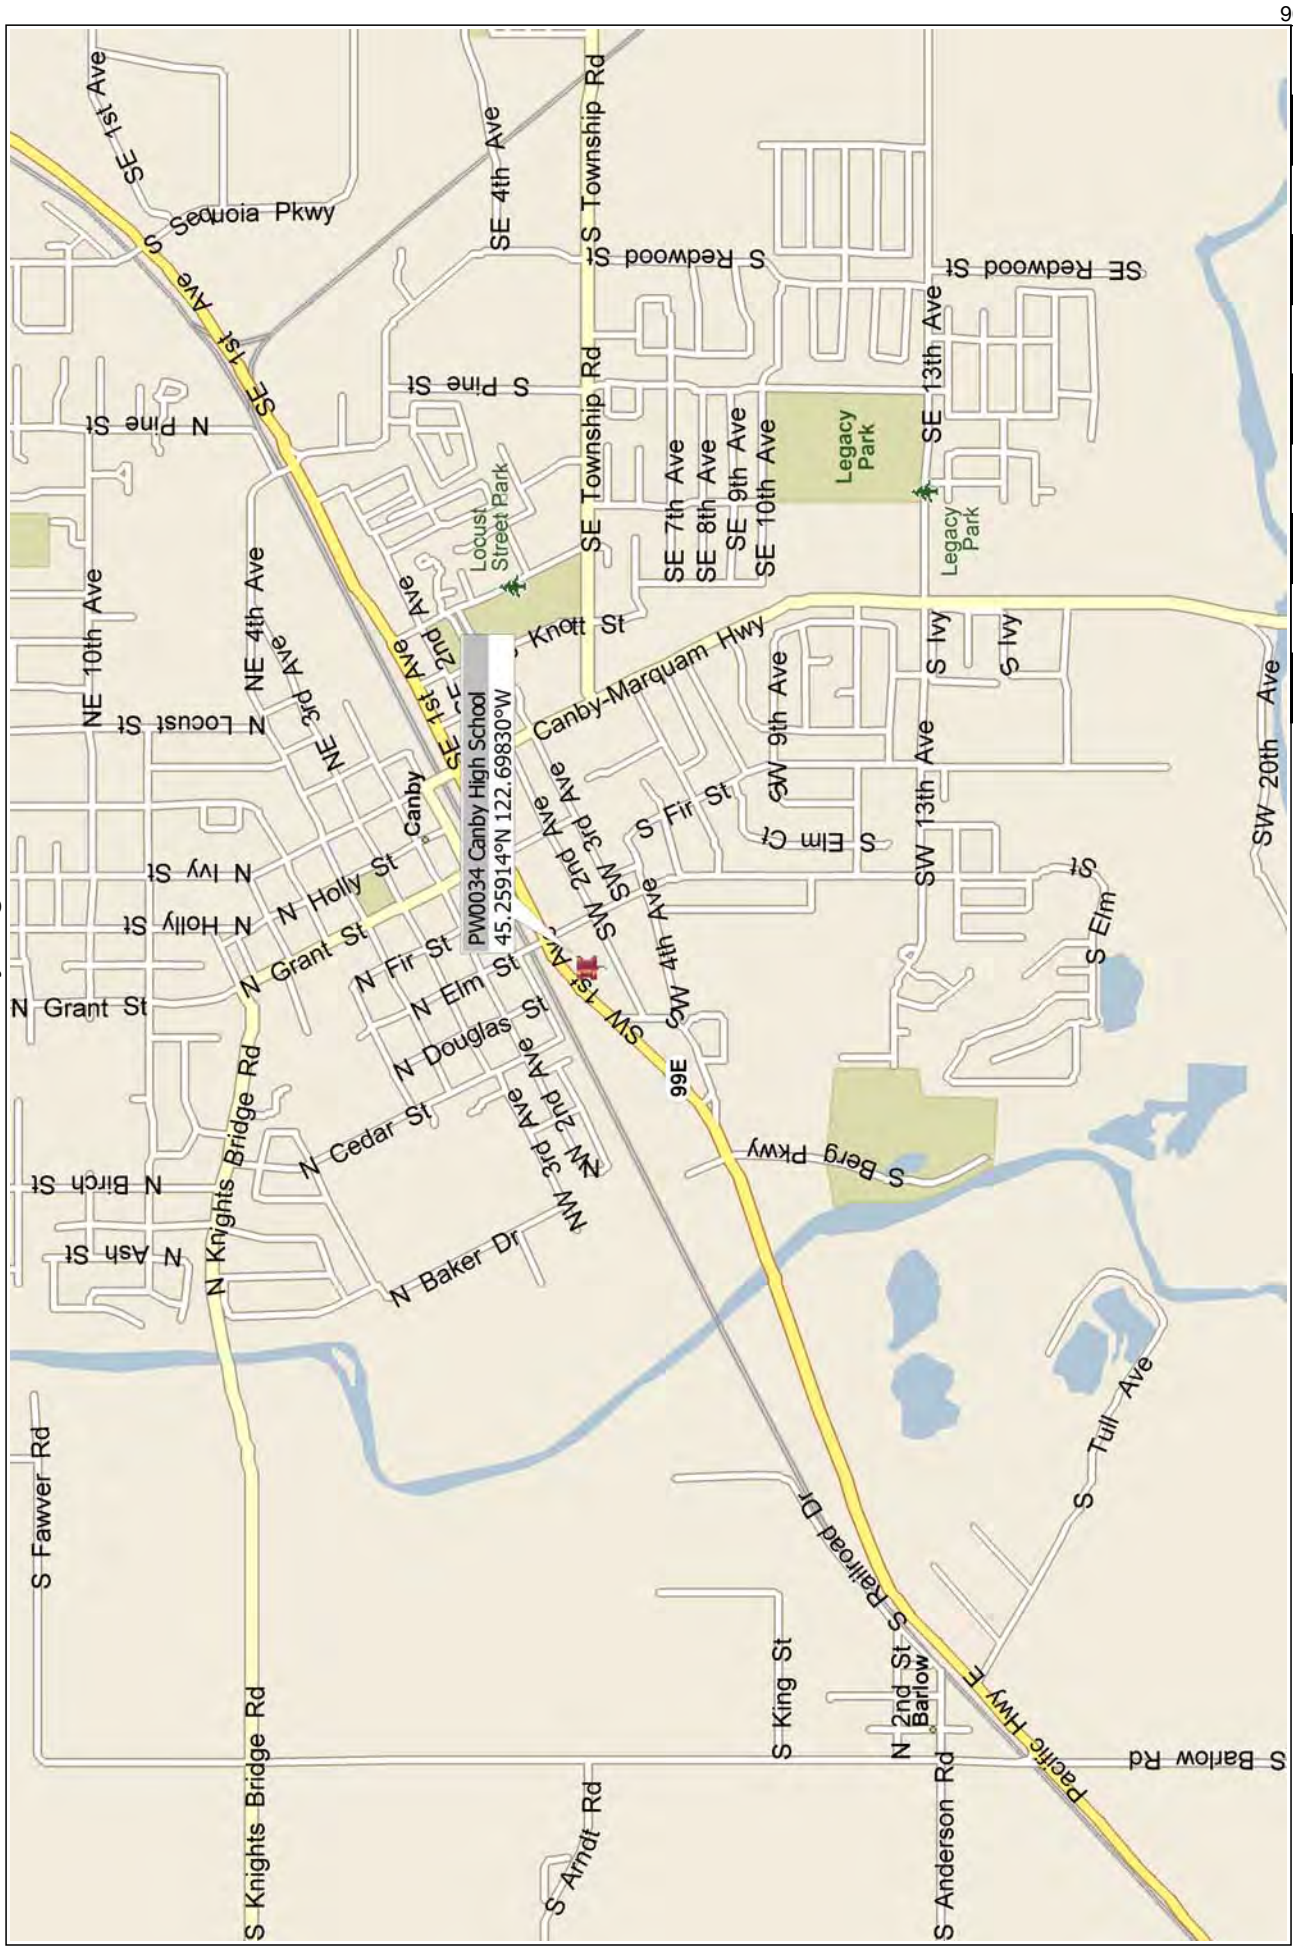 9
SE 1st Ave
S Sequoia Pkwy
SE 4th Ave
S Township Rd
S Redwood St
SE Redwood St
SE 1st Ave
N Pine St
S Pine St
SE Township Rd
SE 13th Ave
NE 10th Ave
NE 4th Ave
NE 3rd Ave
N Locust St
Locust
Street Park
SE 7th Ave
SE 8th Ave
SE 9th Ave
SE 10th Ave
Legacy
Park
Legacy
Park
SE 1st Ave
SE 2nd Ave
Knott St
Canby-Marquam Hwy
S Ivy
S Ivy
SW 9th Ave
SW 13th Ave
SW 20th Ave
Canby
PW0034 Canby High School
45.25914°N 122.69830°W
N Ivy St
N Holly St
N Holly St
N Grant St
N Grant St
N Fir St
N Elm St
N Douglas St
N Cedar St
SW 2nd Ave
SW 3rd Ave
SW 4th Ave
S Fir St
S Elm Ct
S Elm
St
SW 1st Ave
99E
NW 2nd Ave
NW 3rd Ave
N Baker Dr
N Knights Bridge Rd
N Birch St
N Ash St
S Berg Pkwy
S Fawver Rd
S Tull Ave
S Railroad Dr
S King St
N 2nd St
Barlow
Pacific Hwy E
S Barlow Rd
S Knights Bridge Rd
S Arndt Rd
S Anderson Rd